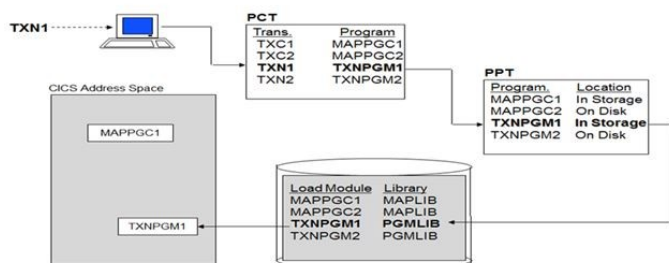 TXN1
PCT
Trans. Program
TXC1 MAPPGC1
TXC2 MAPPGC2
TXN1 TXNPGM1
TXN2 TXNPGM2
PPT
Program. Location
MAPPGC1 In Storage
MAPPGC2 On Disk
TXNPGM1 In Storage
TXNPGM2 On Disk
CICS Address Space
MAPPGC1
TXNPGM1
Load Module Library
MAPPGC1 MAPLIB
MAPPGC2 MAPLIB
TXNPGM1 PGMLIB
TXNPGM2 PGMLIB